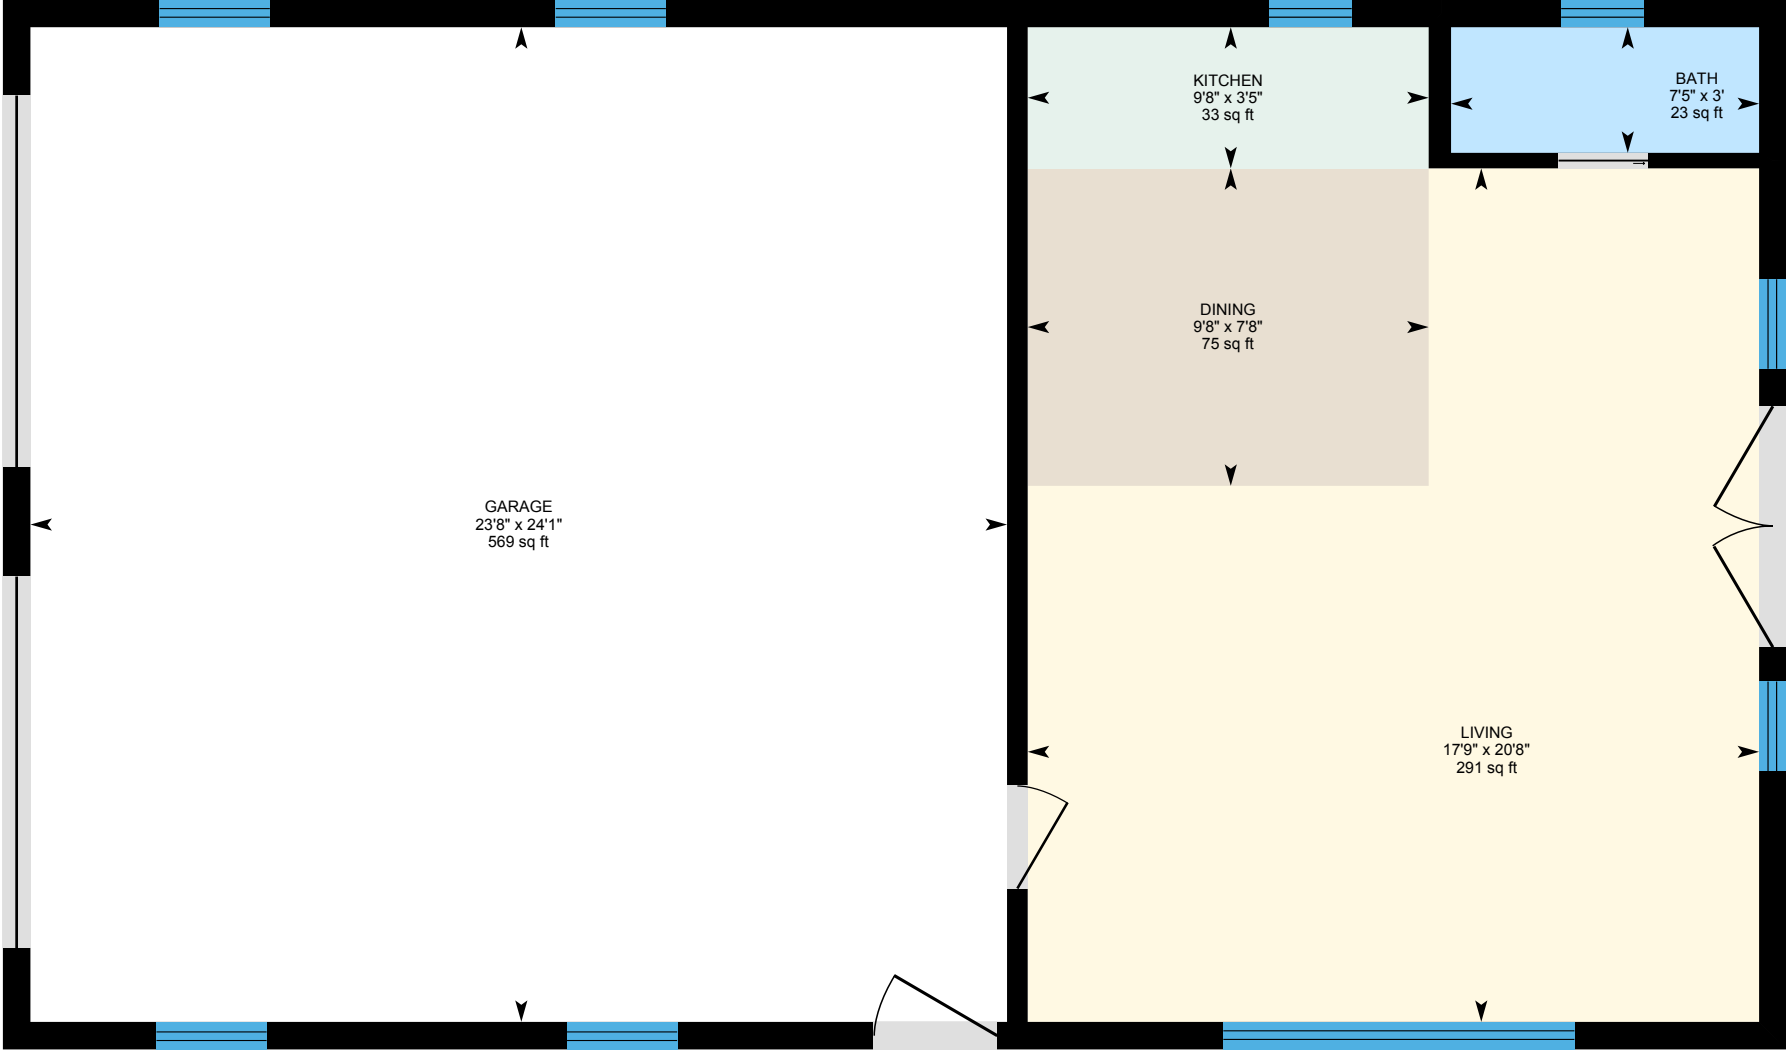 KITCHEN
9'8" x 3'5"
33 sq ft
BATH
7'5" x 3'
23 sq ft
DINING
9'8" x 7'8"
75 sq ft
GARAGE
23'8" x 24'1"
569 sq ft
LIVING
17'9" x 20'8"
291 sq ft